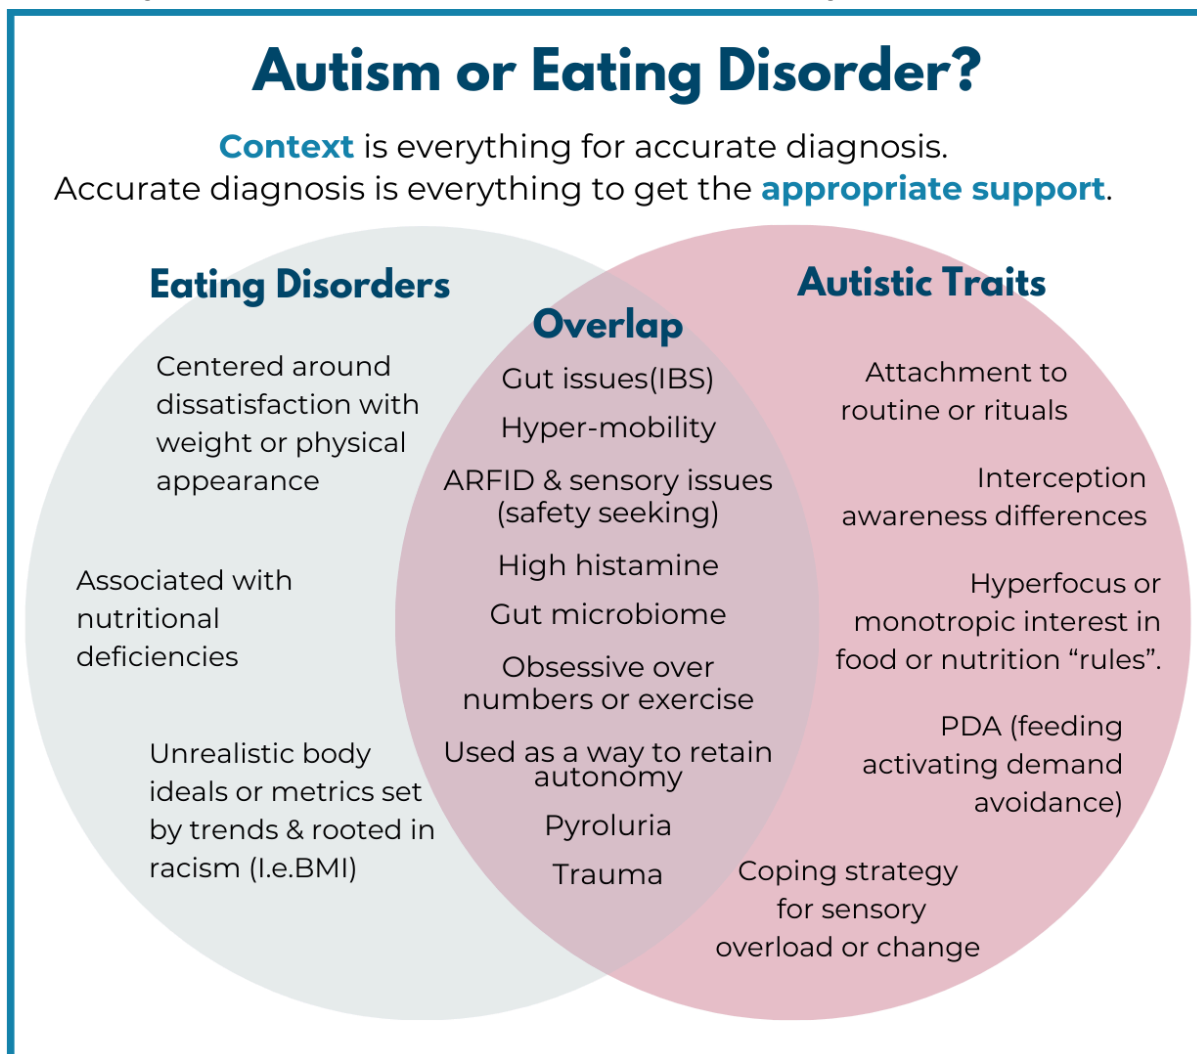 Autism or Eating Disorder?
Context is everything for accurate diagnosis.
Accurate diagnosis is everything to get the appropriate support.
Eating Disorders
Centered around
dissatisfaction with
weight or physical
appearance
Associated with
nutritional
deficiencies
Unrealistic body
ideals or metrics set
by trends & rooted in
racism (I.e.BMI)
Overlap
Gut issues(IBS)
Hyper-mobility
ARFID & sensory issues
(safety seeking)
High histamine
Gut microbiome
Obsessive over
numbers or exercise
Used as a way to retain
autonomy
Pyroluria
Trauma
Autistic Traits
Attachment to
routine or rituals
Interception
awareness differences
Hyperfocus or
monotropic interest in
food or nutrition “rules”.
PDA (feeding
activating demand
avoidance)
Coping strategy
for sensory
overload or change